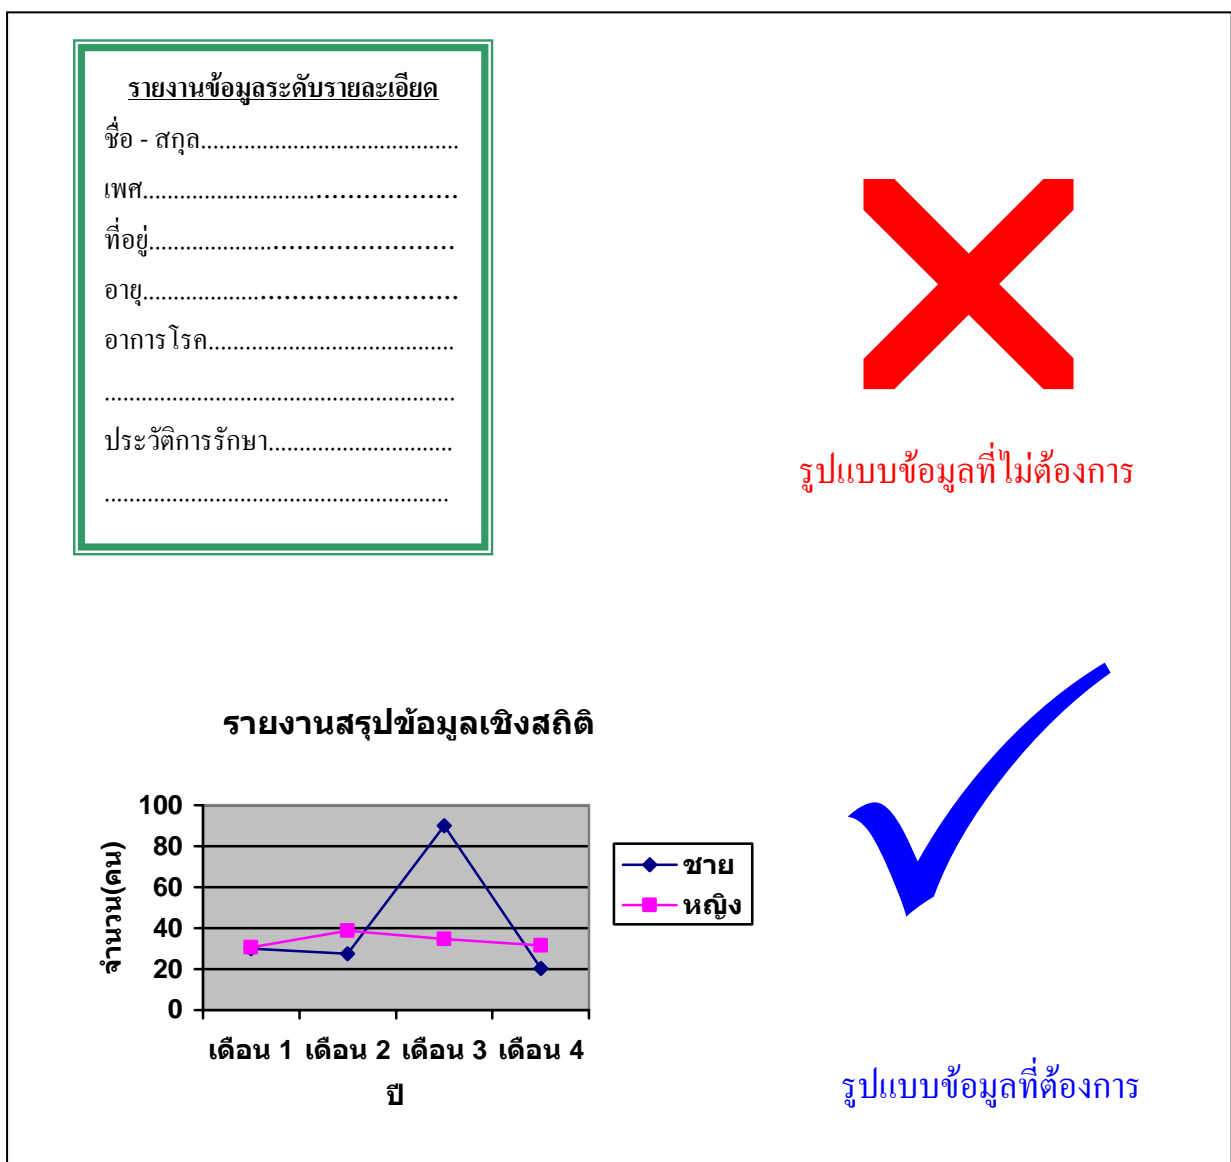 รายงานข้อมูลระดับรายละเอียด
ชื่อ - สกุล..........................................
เพศ...............................................
ที่อยู่...........................................
อายุ.............................................
อาการโรค........................................
.........................................................
ประวัติการรักษา..............................
........................................................
รูปแบบข้อมูลที่ไม่ต้องการ
รายงานสรุปข้อมูลเชิงสถิติ
จำนวน(คน)
100
80
60
40
20
0
เดือน 1 เดือน 2 เดือน 3 เดือน 4
ปี
ชาย
หญิง
รูปแบบข้อมูลที่ต้องการ